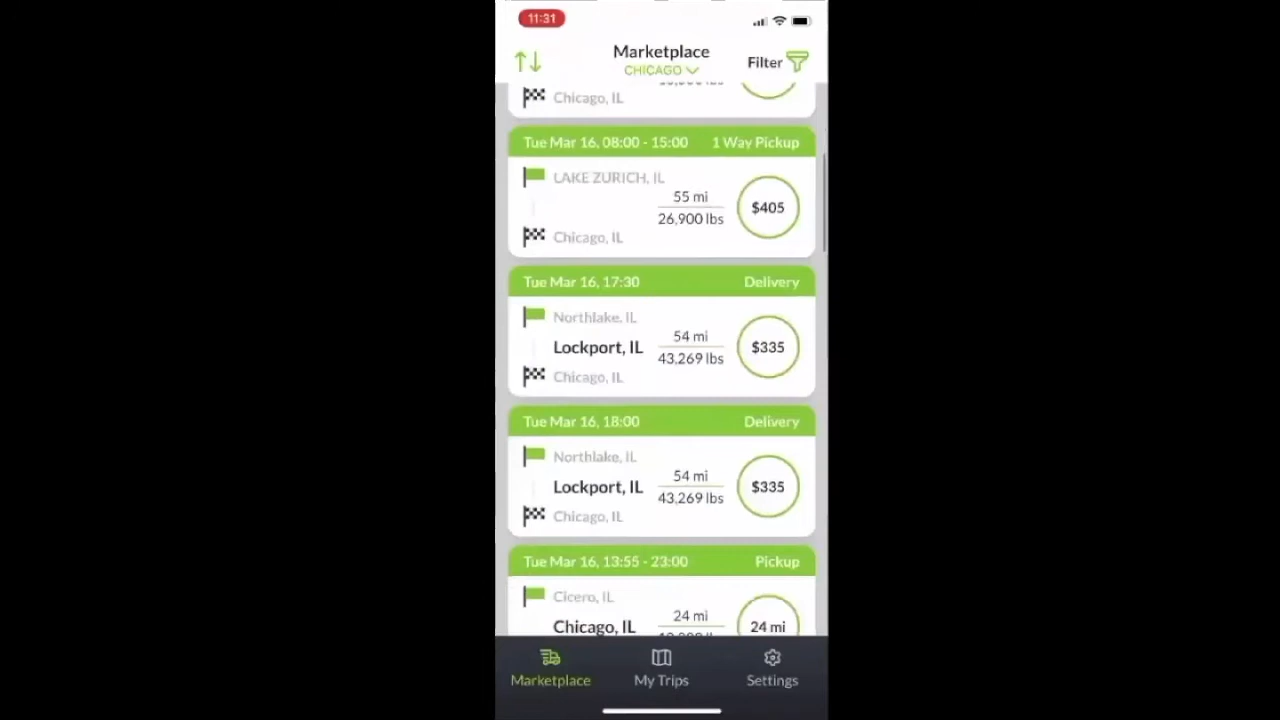 11:31
Marketplace
CHICAGO
Filter
Chicago, IL
Tue Mar 16, 08:00 - 15:00 1 Way Pickup
LAKE ZURICH, IL
55 mi
26,900 lbs
$405
Chicago, IL
Tue Mar 16, 17:30 Delivery
Northlake, IL
54 mi
Lockport, IL
43,269 lbs
$335
Chicago, IL
Tue Mar 16, 18:00 Delivery
Northlake, IL
54 mi
Lockport, IL
43,269 lbs
$335
Chicago, IL
Tue Mar 16, 13:55 - 23:00 Pickup
Cicero, IL
24 mi
Chicago, IL
24 mi
Marketplace My Trips Settings